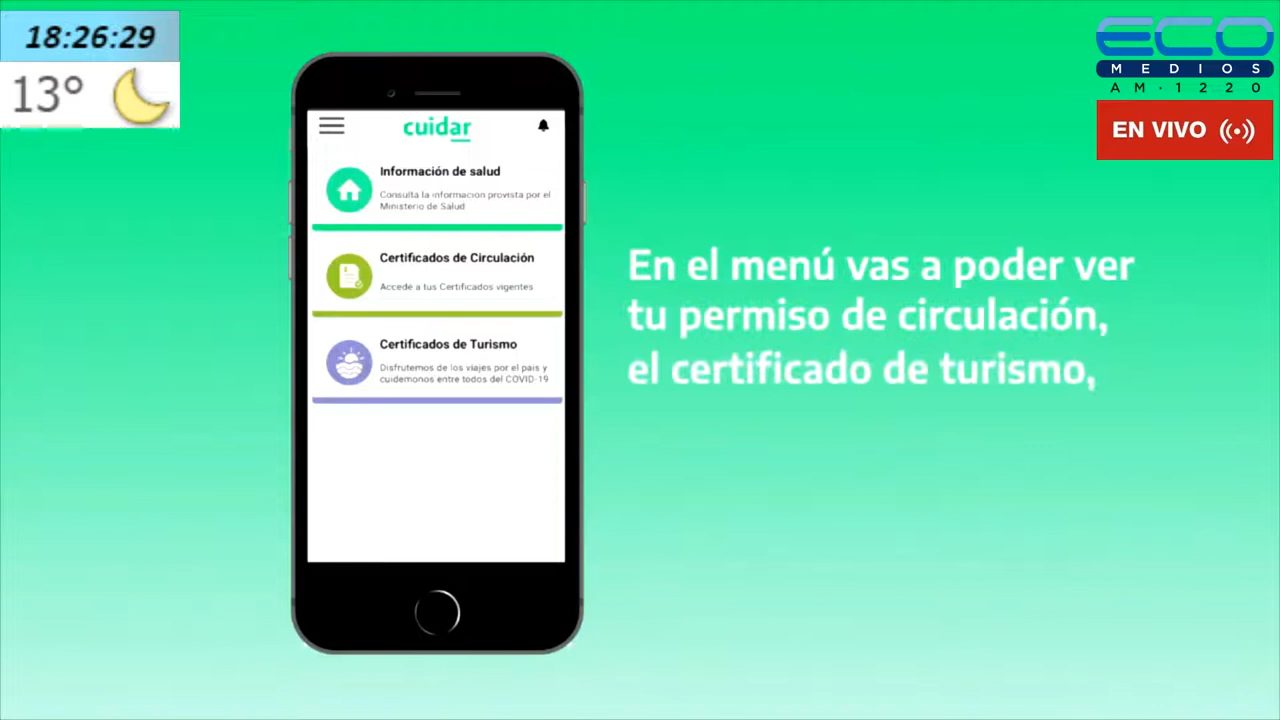 18:26:29
13°
ECO
MEDIOS
AM·1220
EN VIVO
cuidar
Información de salud
Consultá la información provista por el
Ministerio de Salud
Certificados de Circulación
Accedé a tus Certificados vigentes
Certificados de Turismo
Disfrutemos de los viajes por el país y
cuidemonos entre todos del COVID-19
En el menú vas a poder ver
tu permiso de circulación,
el certificado de turismo,